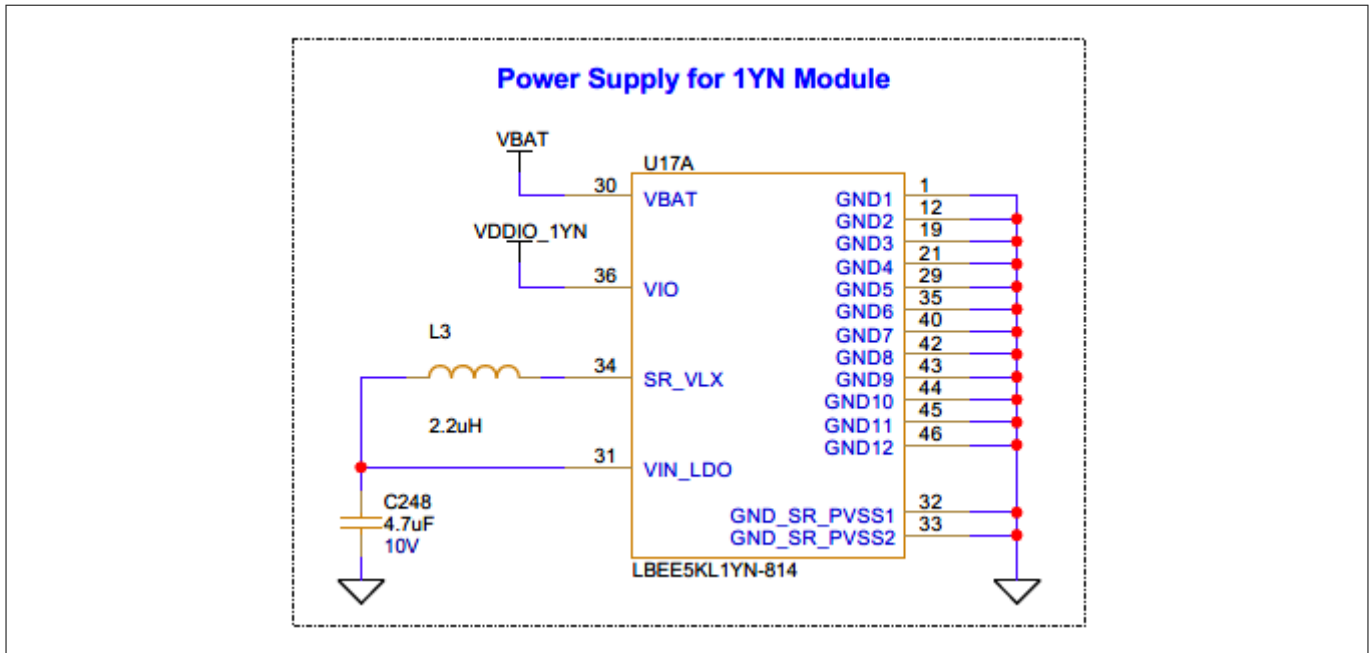 Power Supply for 1YN Module
VBAT
U17A
30
VBAT
VDDIO_1YN
36
VIO
L3
34
SR_VLX
2.2uH
31
VIN_LDO
C248
4.7uF
10V
1
GND1
12
GND2
19
GND3
21
GND4
29
GND5
35
GND6
40
GND7
42
GND8
43
GND9
44
GND10
45
GND11
46
GND12
32
GND_SR_PVSS1
33
GND_SR_PVSS2
LBEE5KL1YN-814